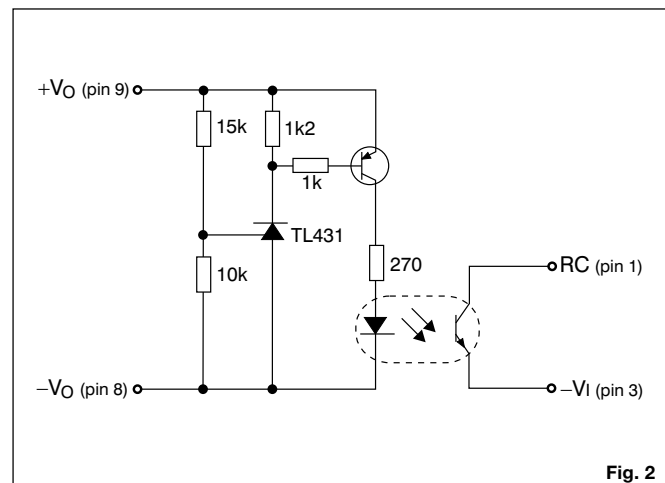 +VO (pin 9)
15k
1k2
1k
TL431
270
10k
RC (pin 1)
−VO (pin 8)
−VI (pin 3)
Fig. 2